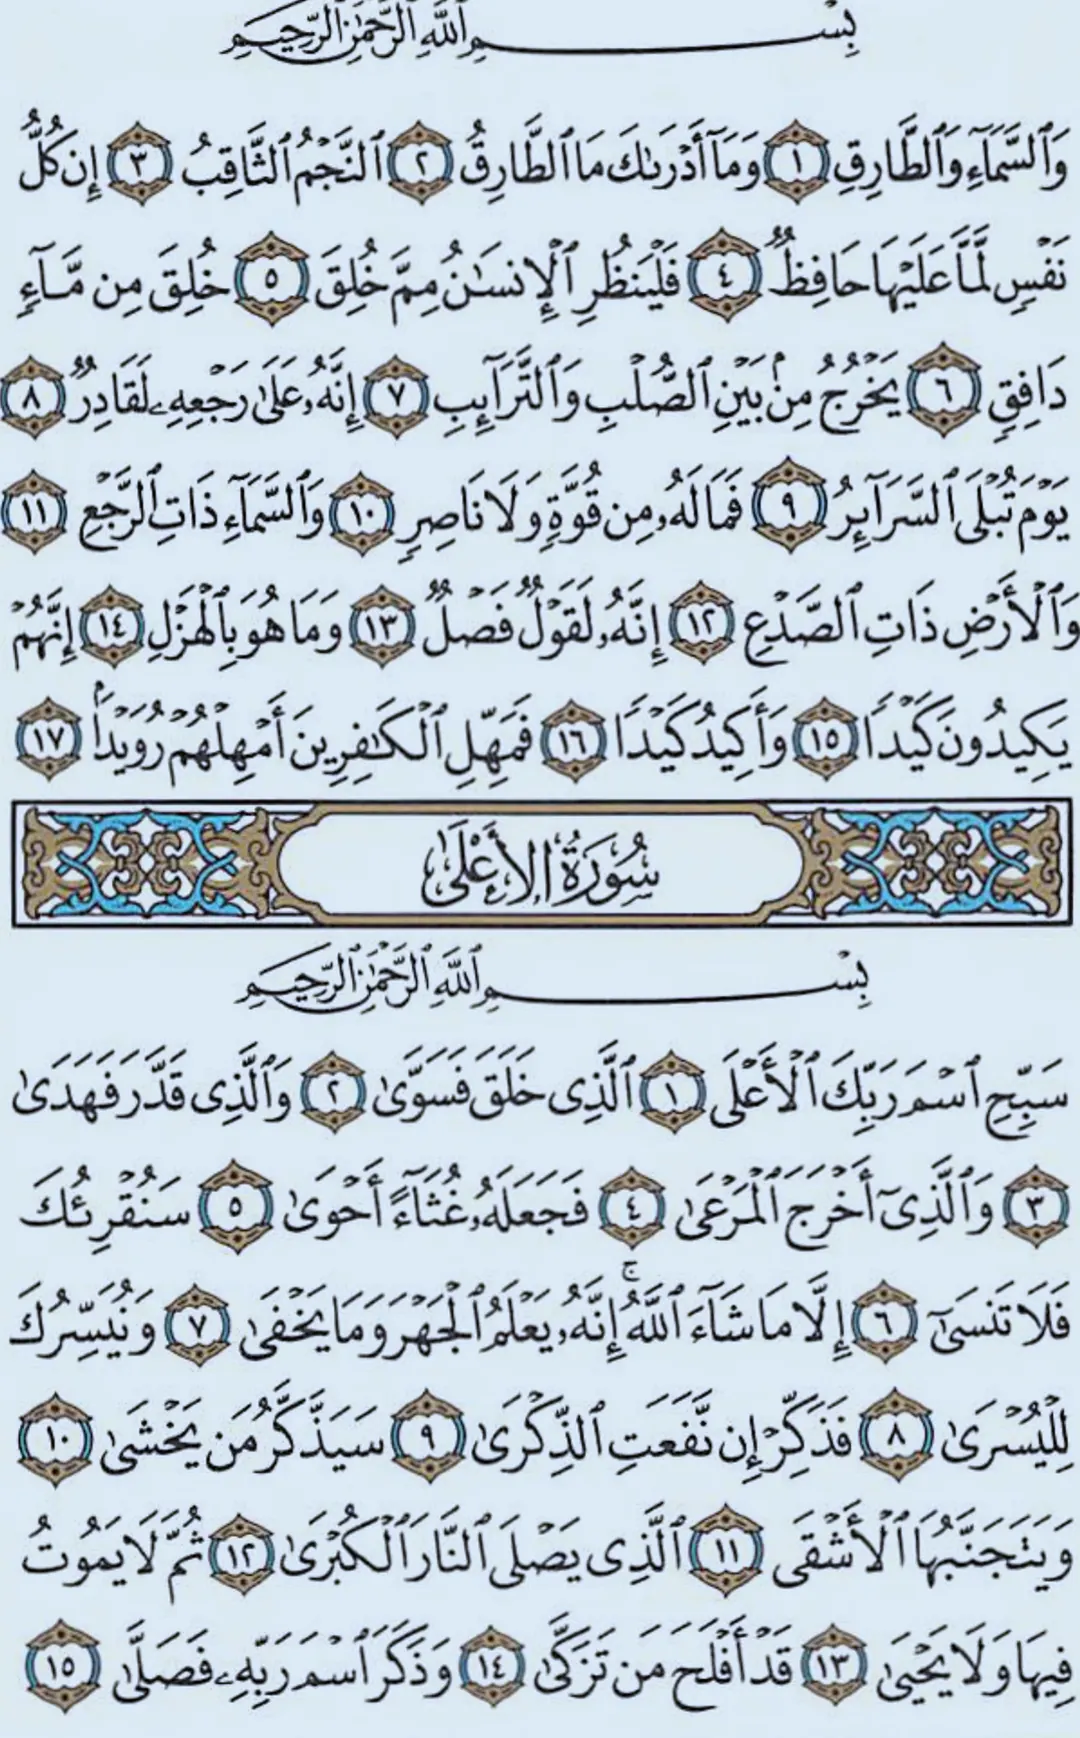 بِسْمِ ٱللَّهِ ٱلرَّحْمَٰنِ ٱلرَّحِيمِ
وَٱلسَّمَآءِ وَٱلطَّارِقِ ١ وَمَآ أَدْرَىٰكَ مَا ٱلطَّارِقُ ٢ ٱلنَّجْمُ ٱلثَّاقِبُ ٣ إِن كُلُّ
نَفْسٍ لَّمَّا عَلَيْهَا حَافِظٌ ٤ فَلْيَنظُرِ ٱلْإِنسَٰنُ مِمَّ خُلِقَ ٥ خُلِقَ مِن مَّآءٍ
دَافِقٍ ٦ يَخْرُجُ مِنۢ بَيْنِ ٱلصُّلْبِ وَٱلتَّرَآئِبِ ٧ إِنَّهُۥ عَلَىٰ رَجْعِهِۦ لَقَادِرٌ ٨
يَوْمَ تُبْلَى ٱلسَّرَآئِرُ ٩ فَمَا لَهُۥ مِن قُوَّةٍ وَلَا نَاصِرٍ ١٠ وَٱلسَّمَآءِ ذَاتِ ٱلرَّجْعِ ١١
وَٱلْأَرْضِ ذَاتِ ٱلصَّدْعِ ١٢ إِنَّهُۥ لَقَوْلٌ فَصْلٌ ١٣ وَمَا هُوَ بِٱلْهَزْلِ ١٤ إِنَّهُمْ
يَكِيدُونَ كَيْدًا ١٥ وَأَكِيدُ كَيْدًا ١٦ فَمَهِّلِ ٱلْكَٰفِرِينَ أَمْهِلْهُمْ رُوَيْدًۢا ١٧
سُورَةُ الأَعْلَىٰ
بِسْمِ ٱللَّهِ ٱلرَّحْمَٰنِ ٱلرَّحِيمِ
سَبِّحِ ٱسْمَ رَبِّكَ ٱلْأَعْلَى ١ ٱلَّذِى خَلَقَ فَسَوَّىٰ ٢ وَٱلَّذِى قَدَّرَ فَهَدَىٰ
٣ وَٱلَّذِىٓ أَخْرَجَ ٱلْمَرْعَىٰ ٤ فَجَعَلَهُۥ غُثَآءً أَحْوَىٰ ٥ سَنُقْرِئُكَ
فَلَا تَنسَىٰٓ ٦ إِلَّا مَا شَآءَ ٱللَّهُ ۚ إِنَّهُۥ يَعْلَمُ ٱلْجَهْرَ وَمَا يَخْفَىٰ ٧ وَنُيَسِّرُكَ
لِلْيُسْرَىٰ ٨ فَذَكِّرْ إِن نَّفَعَتِ ٱلذِّكْرَىٰ ٩ سَيَذَّكَّرُ مَن يَخْشَىٰ ١٠
وَيَتَجَنَّبُهَا ٱلْأَشْقَى ١١ ٱلَّذِى يَصْلَى ٱلنَّارَ ٱلْكُبْرَىٰ ١٢ ثُمَّ لَا يَمُوتُ
فِيهَا وَلَا يَحْيَىٰ ١٣ قَدْ أَفْلَحَ مَن تَزَكَّىٰ ١٤ وَذَكَرَ ٱسْمَ رَبِّهِۦ فَصَلَّىٰ ١٥